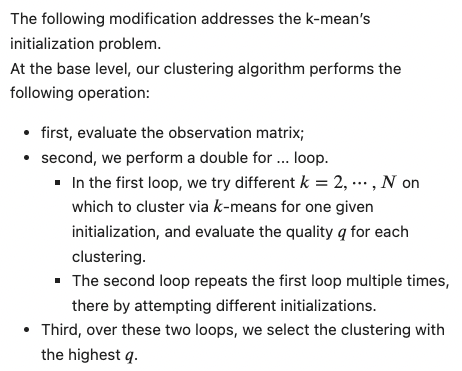 The following modification addresses the k-mean's
initialization problem.
At the base level, our clustering algorithm performs the
following operation:
• first, evaluate the observation matrix;
• second, we perform a double for ... loop.
▪ In the first loop, we try different k = 2, ⋯ , N on
which to cluster via k-means for one given
initialization, and evaluate the quality q for each
clustering.
▪ The second loop repeats the first loop multiple times,
there by attempting different initializations.
• Third, over these two loops, we select the clustering with
the highest q.